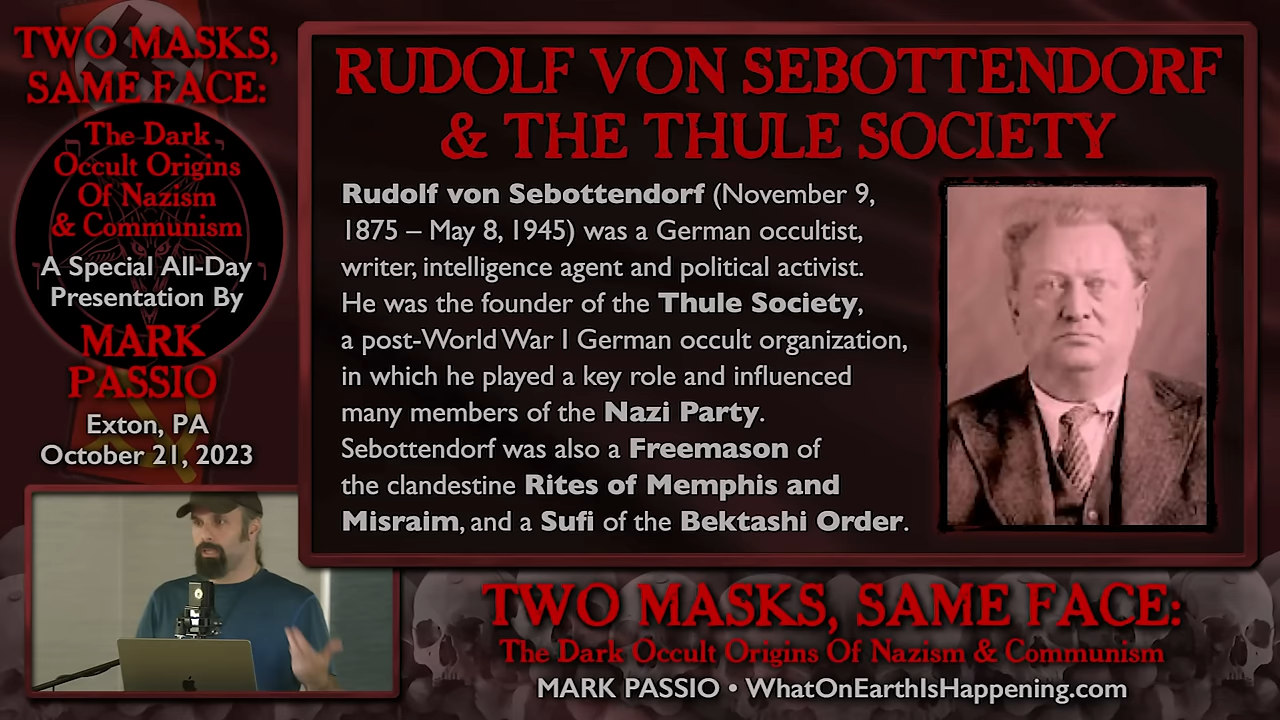 TWO MASKS,
SAME FACE:
The Dark
Occult Origins
Of Nazism
& Communism
A Special All-Day
Presentation By
MARK
PASSIO
Exton, PA
October 21, 2023
RUDOLF VON SEBOTTENDORF
& THE THULE SOCIETY
Rudolf von Sebottendorf (November 9,
1875 – May 8, 1945) was a German occultist,
writer, intelligence agent and political activist.
He was the founder of the Thule Society,
a post-World War I German occult organization,
in which he played a key role and influenced
many members of the Nazi Party.
Sebottendorf was also a Freemason of
the clandestine Rites of Memphis and
Misraim, and a Sufi of the Bektashi Order.
TWO MASKS, SAME FACE:
The Dark Occult Origins Of Nazism & Communism
MARK PASSIO • WhatOnEarthIsHappening.com